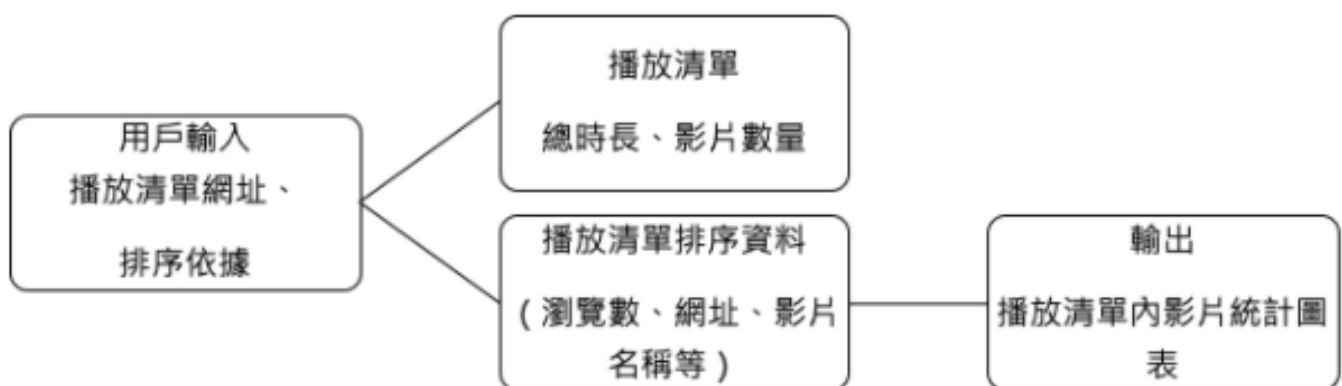 用戶輸入
播放清單網址、
排序依據
播放清單
總時長、影片數量
播放清單排序資料
(瀏覽數、網址、影片
名稱等)
輸出
播放清單內影片統計圖
表